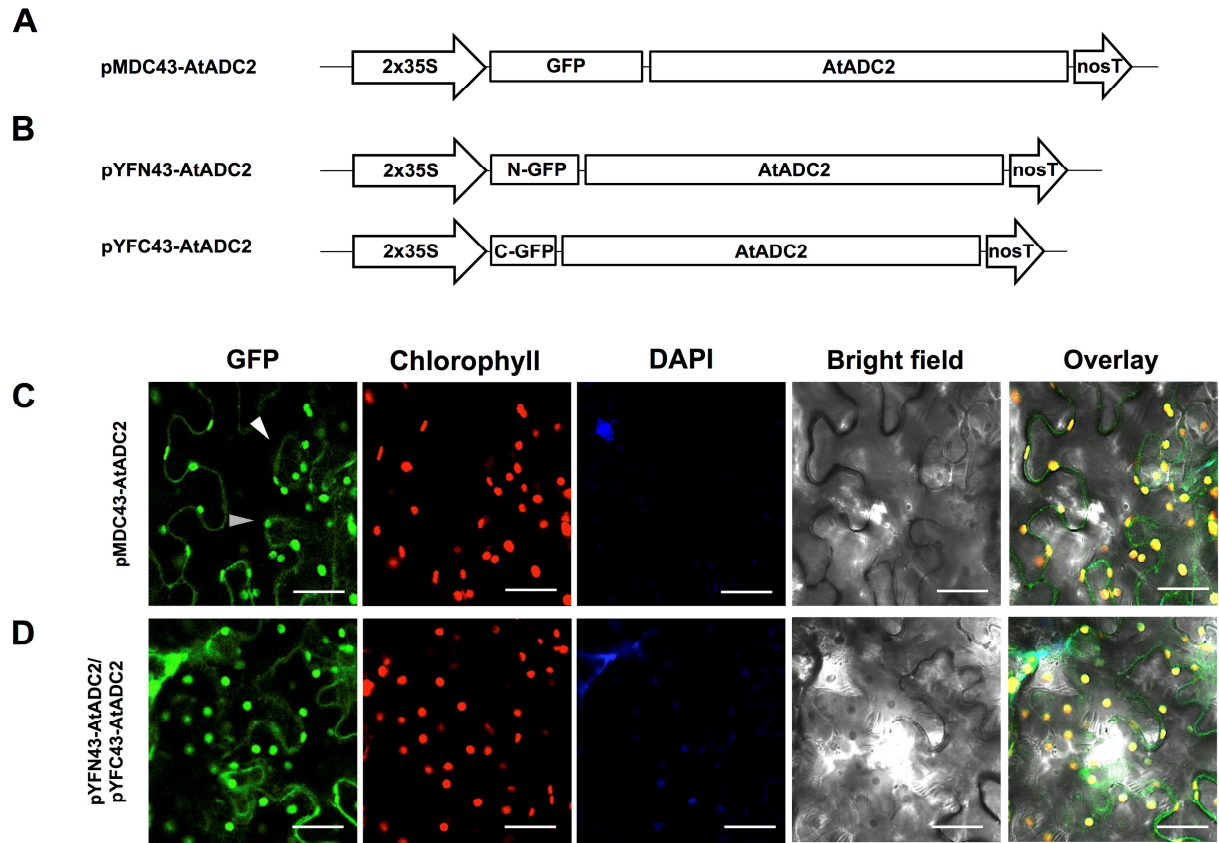 A
pMDC43-AtADC2 2x35S GFP AtADC2 nosT
B
pYFN43-AtADC2 2x35S N-GFP AtADC2 nosT
pYFC43-AtADC2 2x35S C-GFP AtADC2 nosT
GFP Chlorophyll DAPI Bright field Overlay
C
pMDC43-AtADC2
D
pYFN43-AtADC2/
pYFC43-AtADC2